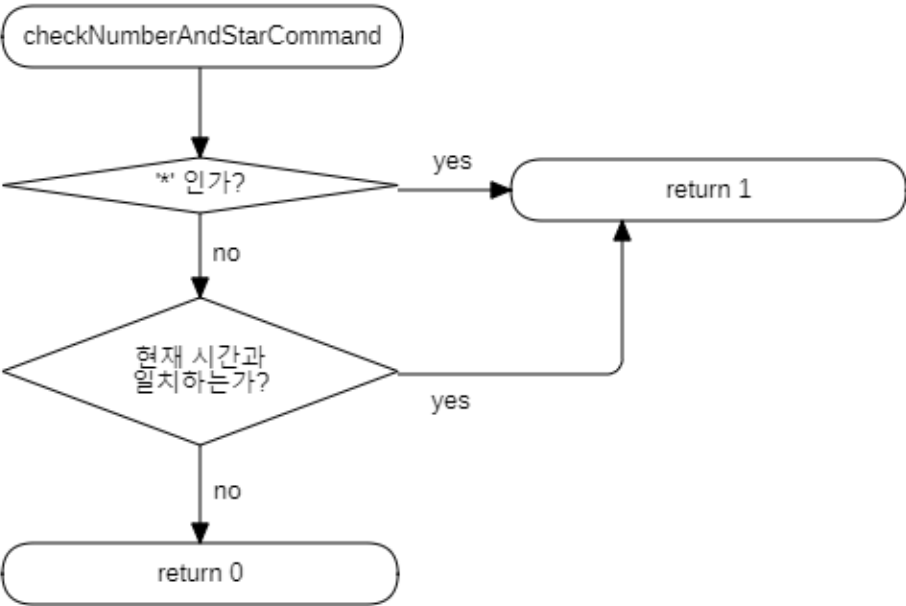 checkNumberAndStarCommand
'*' 인가?
yes
return 1
no
현재 시간과
일치하는가?
yes
no
return 0